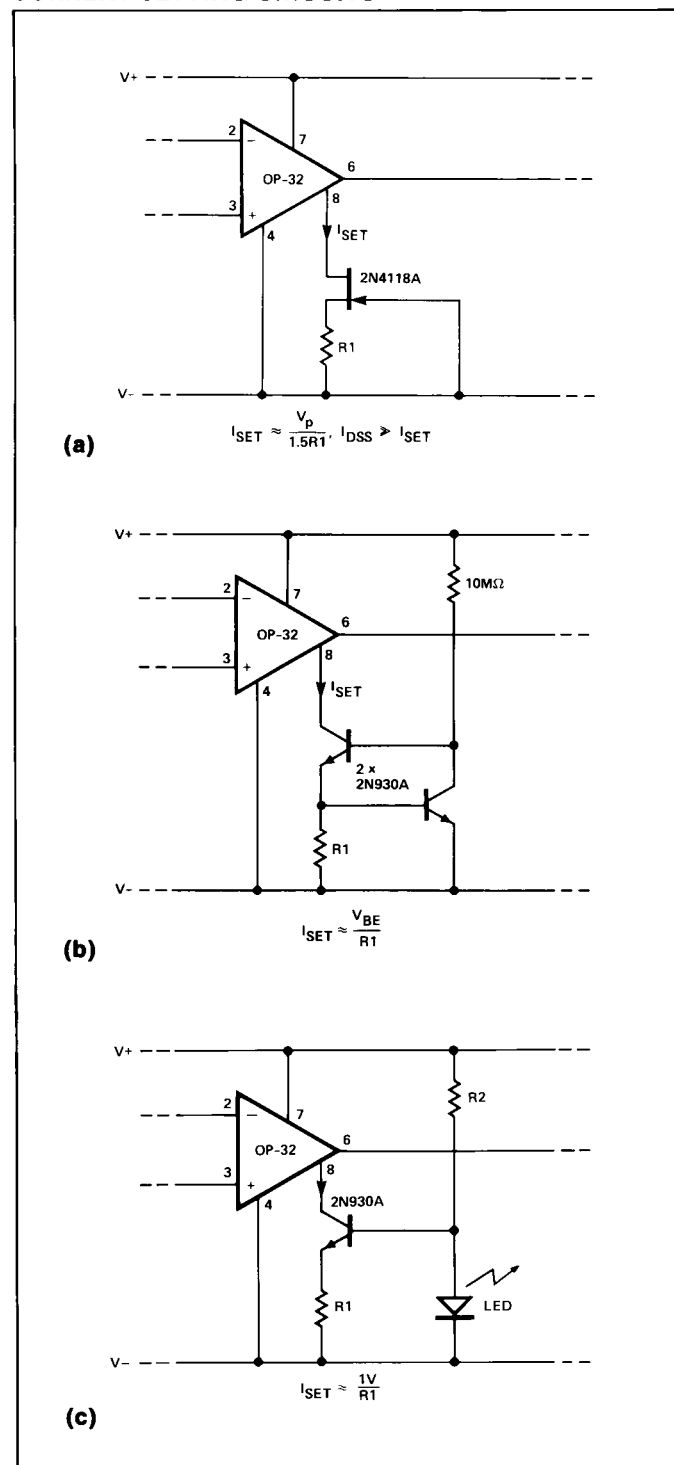 V+
2
−
7
OP-32
6
3
+
8
4
I_SET
2N4118A
R1
V−
I_SET ≈ V_p / 1.5R1, I_DSS > I_SET
(a)
V+
10MΩ
2
−
7
OP-32
6
3
+
8
4
I_SET
2 ×
2N930A
R1
V−
I_SET ≈ V_BE / R1
(b)
V+
R2
2
−
7
OP-32
6
3
+
8
4
2N930A
R1
LED
V−
I_SET ≈ 1V / R1
(c)